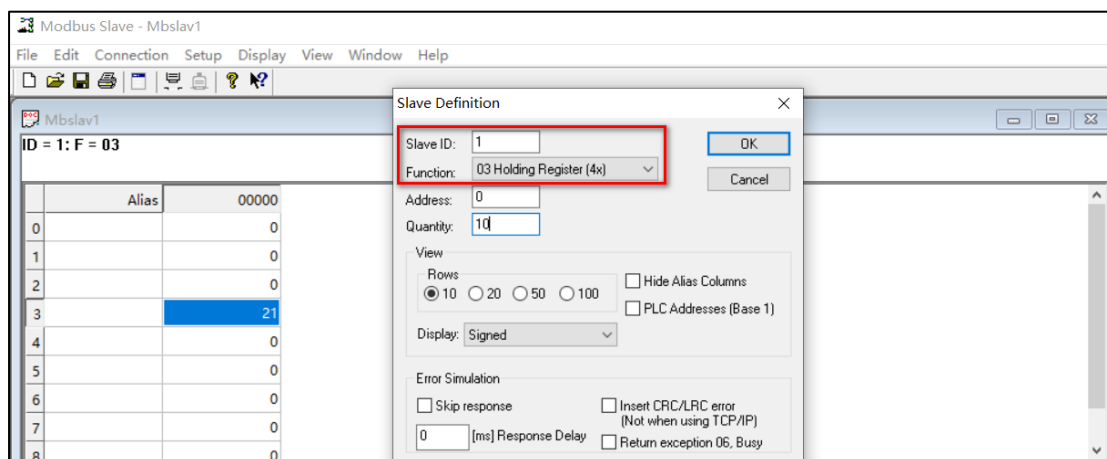 Modbus Slave - Mbslav1
File Edit Connection Setup Display View Window Help
Mbslav1
ID = 1: F = 03
Alias 00000
0 0
1 0
2 0
3 21
4 0
5 0
6 0
7 0
8 0
Slave Definition
Slave ID: 1
OK
Function: 03 Holding Register (4x)
Cancel
Address: 0
Quantity: 10
View
Rows
10 20 50 100
Hide Alias Columns
PLC Addresses (Base 1)
Display: Signed
Error Simulation
Skip response
Insert CRC/LRC error
(Not when using TCP/IP)
0 [ms] Response Delay
Return exception 06, Busy